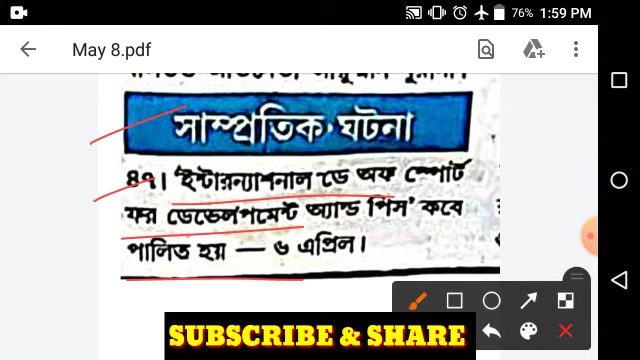 76% 1:59 PM
May 8.pdf
সাম্প্রতিক ঘটনা
৪৭। 'ইন্টারন্যাশনাল ডে অফ স্পোর্ট
ফর ডেভেলপমেন্ট অ্যান্ড পিস' কবে
পালিত হয় — ৬ এপ্রিল।
SUBSCRIBE & SHARE